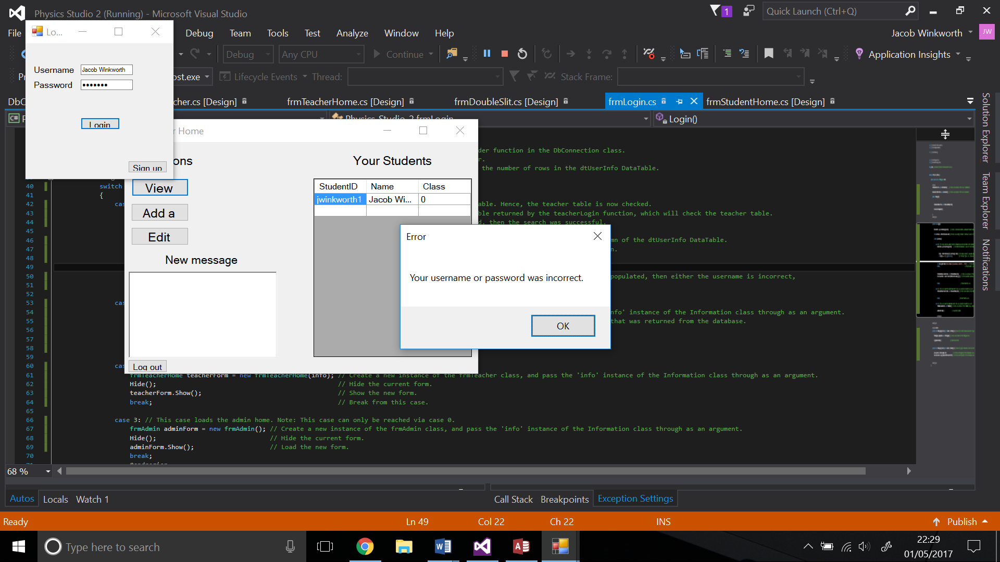 Physics Studio 2 (Running) - Microsoft Visual Studio
1
Quick Launch (Ctrl+Q)
File
Debug Team Tools Test Analyze Window Help
Jacob Winkworth JW
Debug Any CPU Continue
Application Insights
ost.exe Lifecycle Events Thread: Stack Frame:
cher.cs [Design] frmTeacherHome.cs [Design] frmDoubleSlit.cs [Design] frmLogin.cs frmStudentHome.cs [Design]
Login()
Lo...
Username Jacob Winkworth
Password •••••••
Login
Sign up
Home
Your Students
View
Add a
Edit
New message
Log out
StudentID Name Class
jwinkworth1 Jacob Wi... 0
Error
Your username or password was incorrect.
OK
der function in the DbConnection class.
the number of rows in the dtUserInfo DataTable.
40 switch
41 {
42 able. Hence, the teacher table is now checked.
43 ble returned by the teacherLogin function, which will check the teacher table.
44 then the search was successful.
45
46 mn of the dtUserInfo DataTable.
47
48
49
50 populated, then either the username is incorrect,
51
52
53
54 nfo' instance of the Information class through as an argument.
55 that was returned from the database.
56
57
58
59
60
61 frmTeacherHome teacherForm = new frmTeacherHome(info); // Create a new instance of the frmTeacher class, and pass the 'info' instance of the Information class through as an argument.
62 Hide(); // Hide the current form.
63 teacherForm.Show(); // Show the new form.
64 break; // Break from this case.
65
66 case 3: // This case loads the admin home. Note: This case can only be reached via case 0.
67 frmAdmin adminForm = new frmAdmin(); // Create a new instance of the frmAdmin class, and pass the 'info' instance of the Information class through as an argument.
68 Hide(); // Hide the current form.
69 adminForm.Show(); // Load the new form.
70 break;
68 %
Solution Explorer
Team Explorer
Notifications
Autos Locals Watch 1
Call Stack Breakpoints Exception Settings
Ready Ln 49 Col 22 Ch 22 INS Publish
Type here to search
22:29
01/05/2017